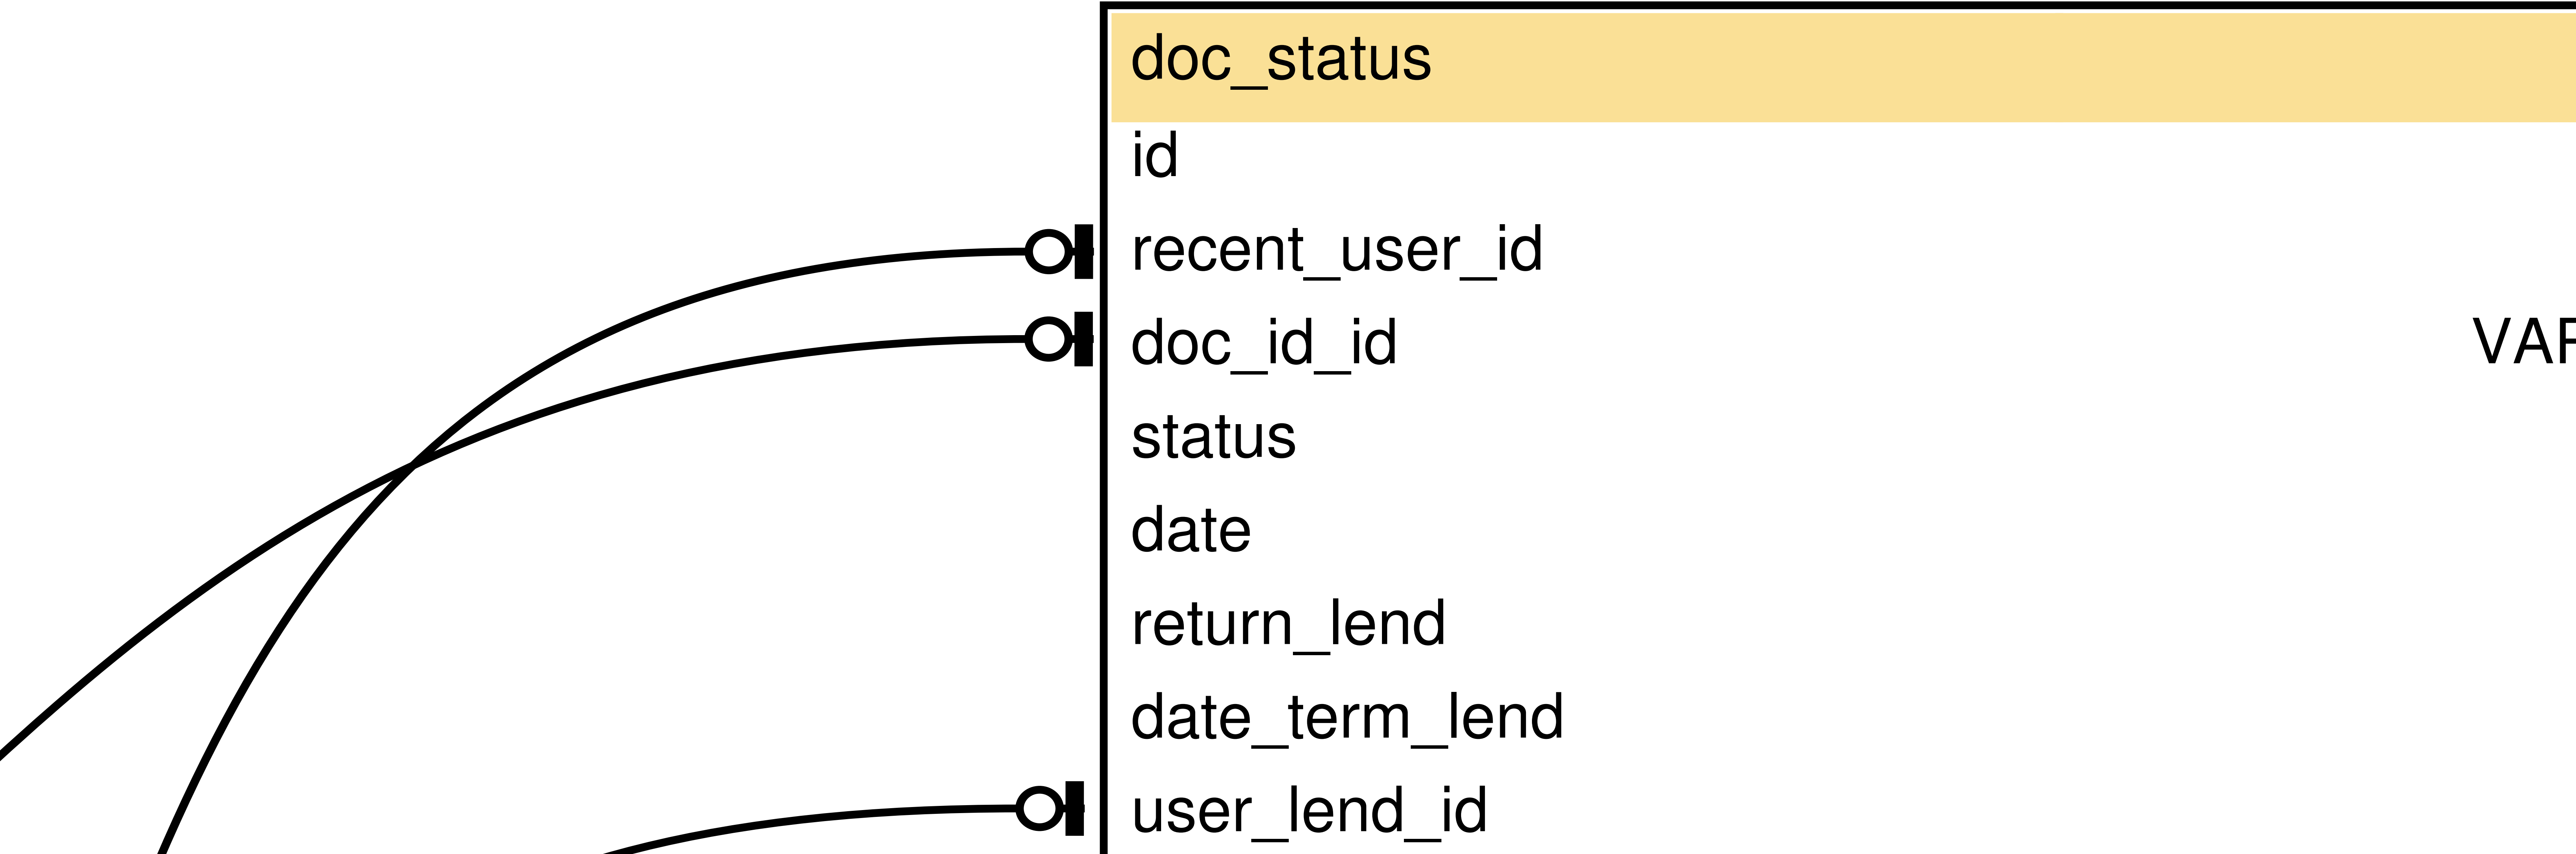 doc_status
id
recent_user_id
doc_id_id
status
date
return_lend
date_term_lend
user_lend_id